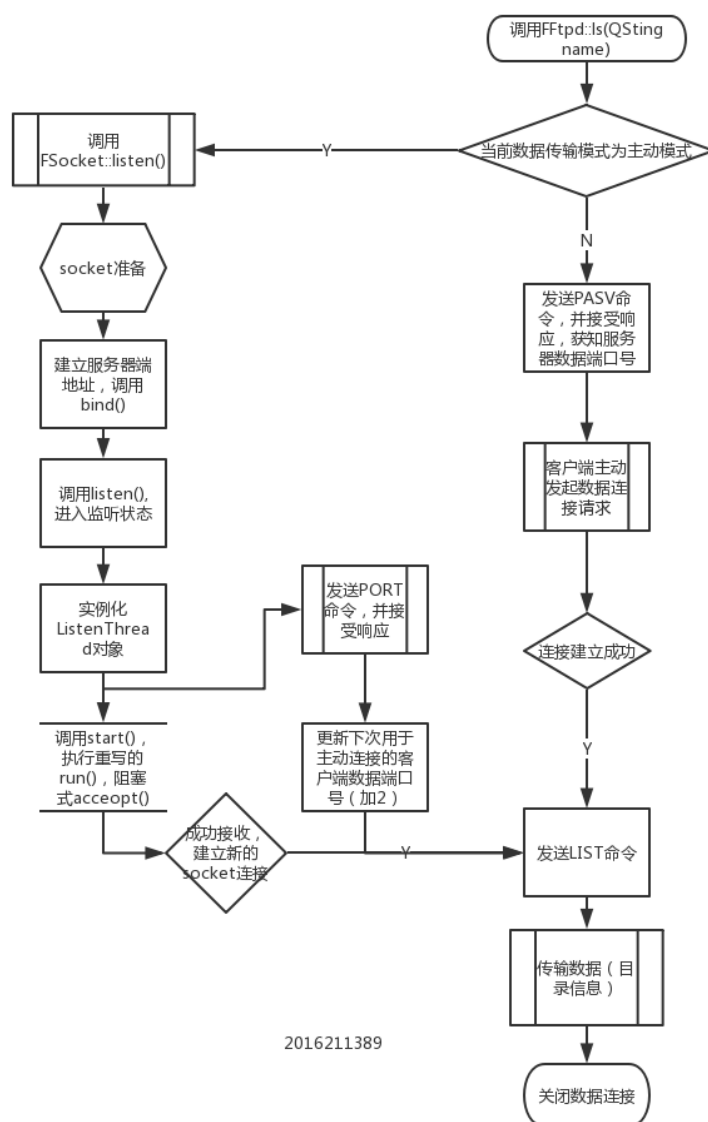 调用FFtpd::ls(QSting
name)
当前数据传输模式为主动模式
Y
调用
FSocket::listen()
N
socket准备
发送PASV命
令，并接受响
应，获知服务
器数据端口号
建立服务器端
地址，调用
bind()
客户端主动
发起数据连
接请求
调用listen(),
进入监听状态
实例化
ListenThrea
d对象
发送PORT
命令，并接
受响应
连接建立成功
调用start()，
执行重写的
run()，阻塞
式acceopt()
更新下次用于
主动连接的客
户端数据端口
号（加2）
Y
成功接收，
建立新的
socket连接
Y
发送LIST命令
传输数据（目
录信息）
2016211389
关闭数据连接